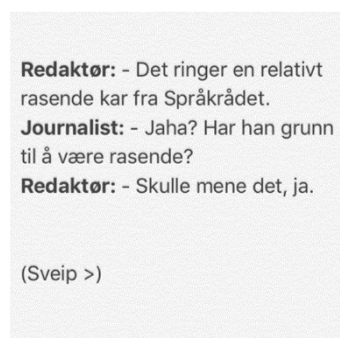 Redaktør: - Det ringer en relativt
rasende kar fra Språkrådet.
Journalist: - Jaha? Har han grunn
til å være rasende?
Redaktør: - Skulle mene det, ja.
(Sveip >)